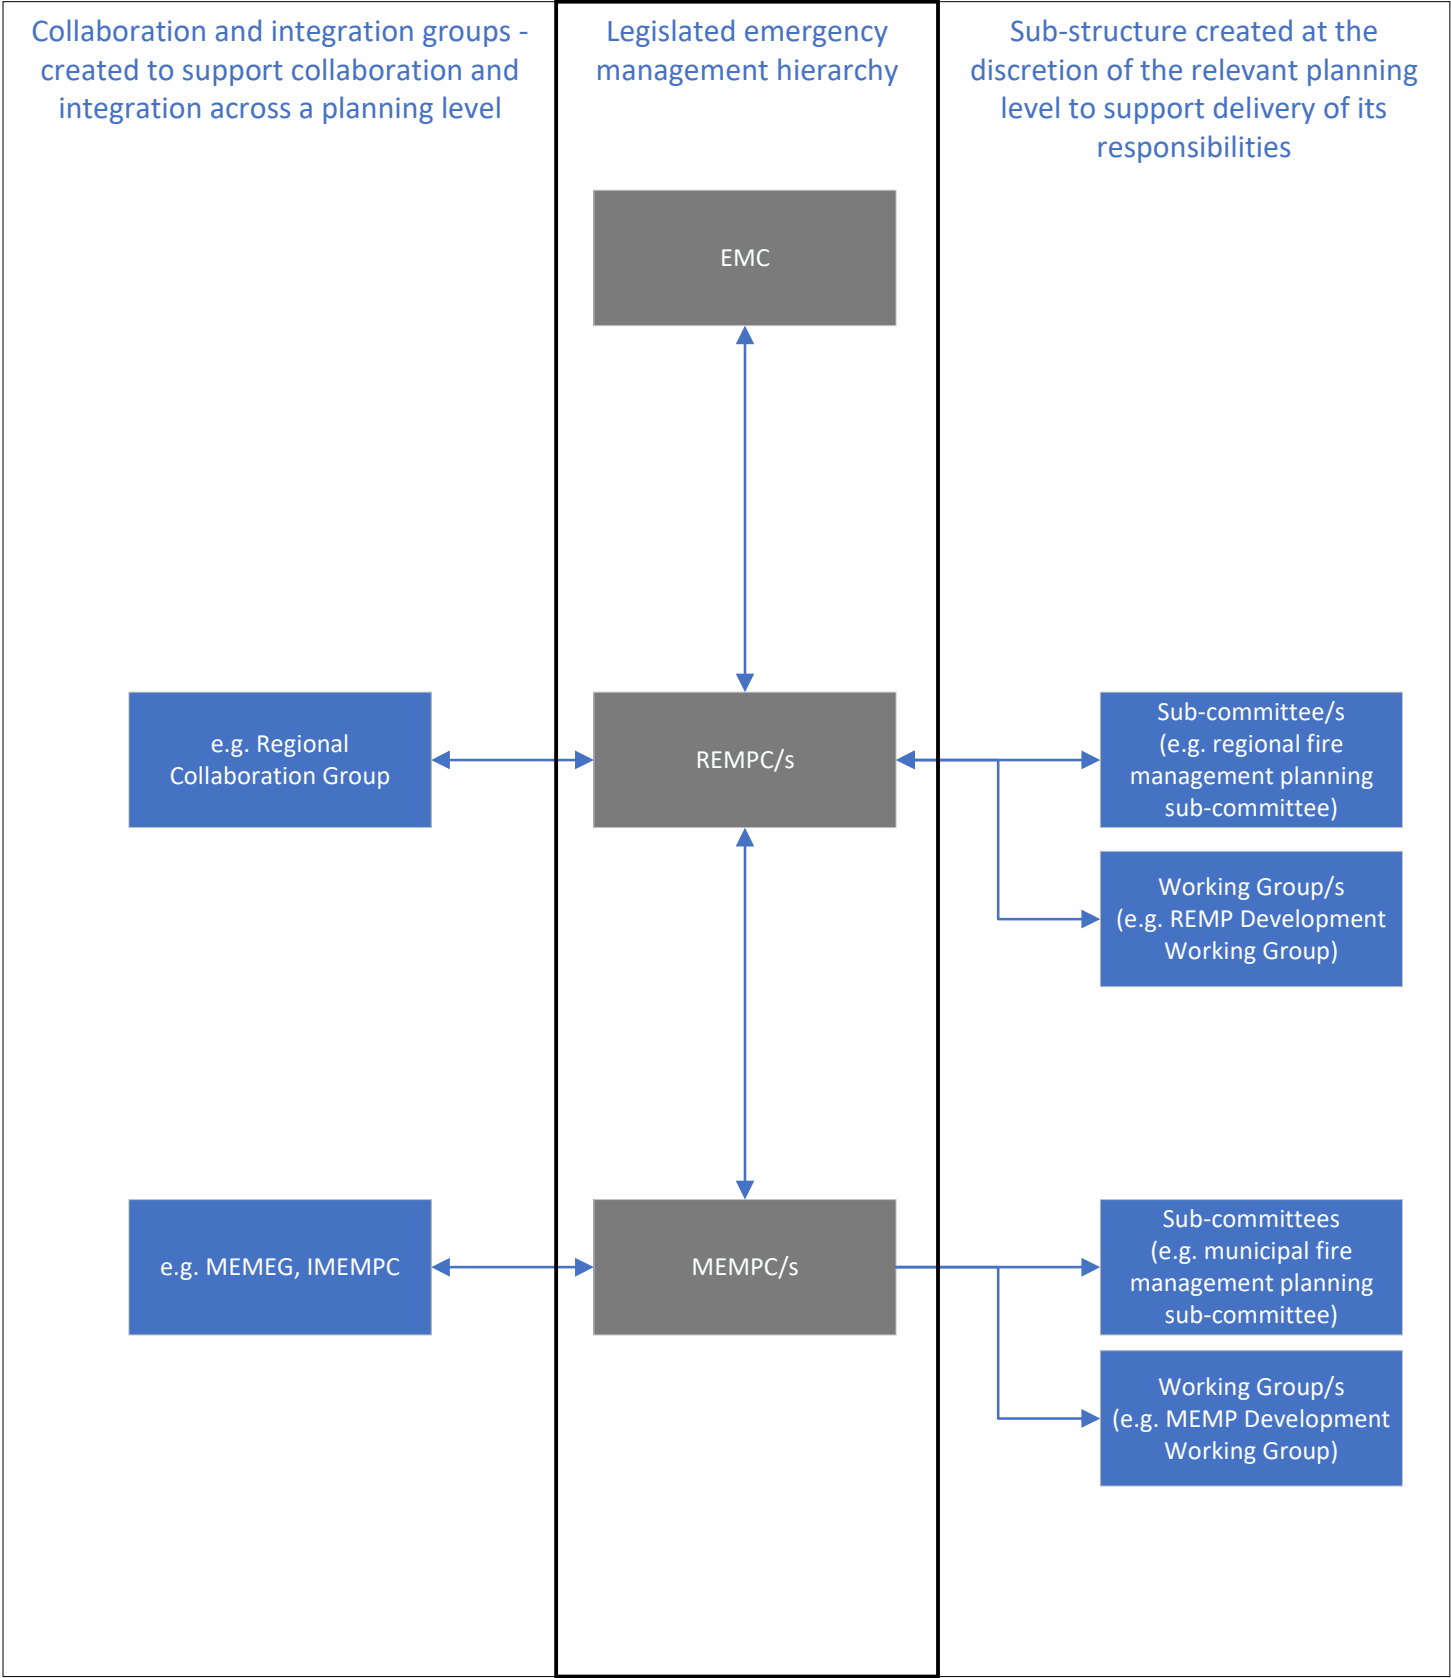 Collaboration and integration groups -
created to support collaboration and
integration across a planning level
Legislated emergency
management hierarchy
Sub-structure created at the
discretion of the relevant planning
level to support delivery of its
responsibilities
EMC
e.g. Regional
Collaboration Group
REMPC/s
Sub-committee/s
(e.g. regional fire
management planning
sub-committee)
Working Group/s
(e.g. REMP Development
Working Group)
e.g. MEMEG, IMEMPC
MEMPC/s
Sub-committees
(e.g. municipal fire
management planning
sub-committee)
Working Group/s
(e.g. MEMP Development
Working Group)